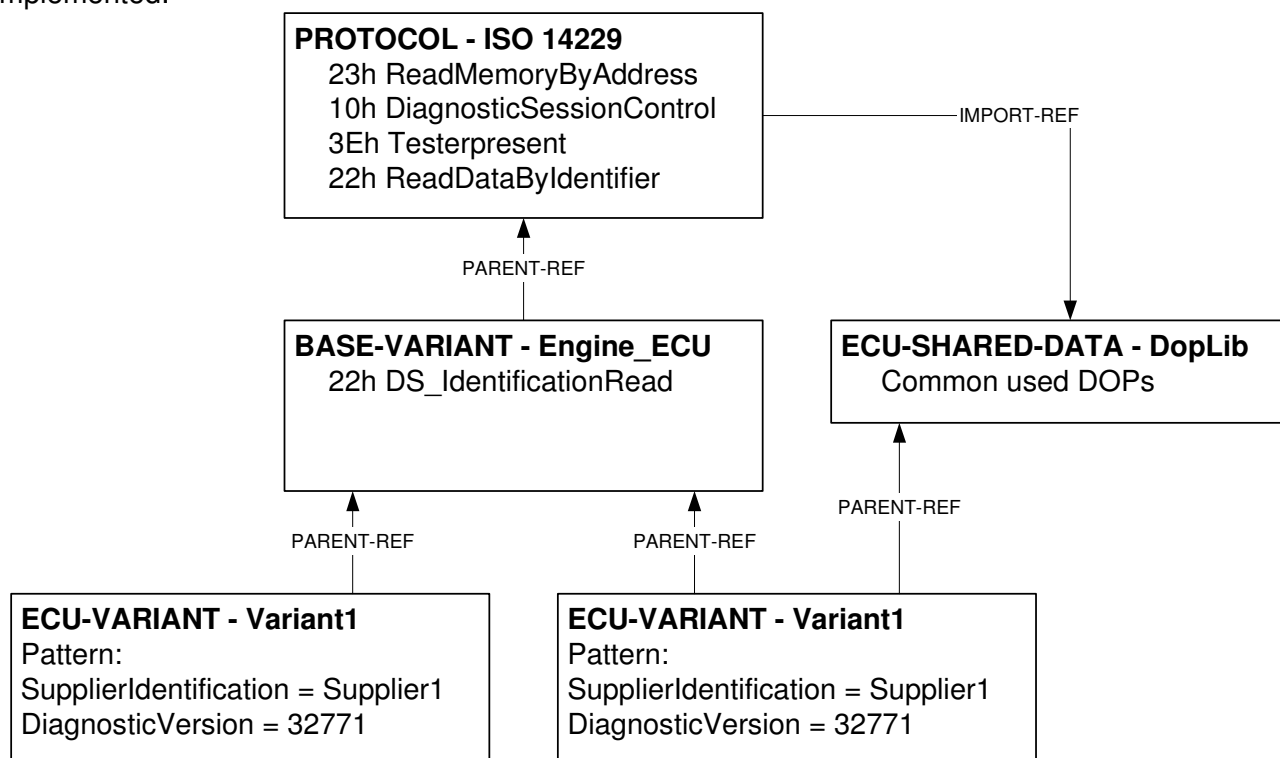 implemented.
PROTOCOL - ISO 14229
23h ReadMemoryByAddress
10h DiagnosticSessionControl
3Eh Testerpresent
22h ReadDataByIdentifier
IMPORT-REF
PARENT-REF
BASE-VARIANT - Engine_ECU
22h DS_IdentificationRead
ECU-SHARED-DATA - DopLib
Common used DOPs
PARENT-REF
PARENT-REF
PARENT-REF
ECU-VARIANT - Variant1
Pattern:
SupplierIdentification = Supplier1
DiagnosticVersion = 32771
ECU-VARIANT - Variant1
Pattern:
SupplierIdentification = Supplier1
DiagnosticVersion = 32771